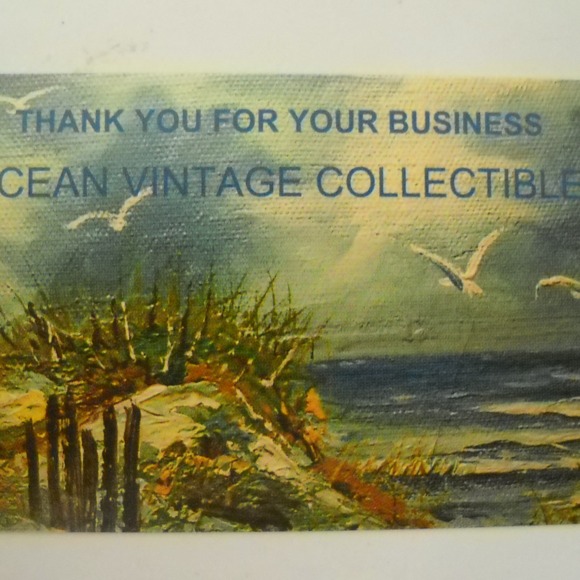 THANK YOU FOR YOUR BUSINESS
CEAN VINTAGE COLLECTIBLE